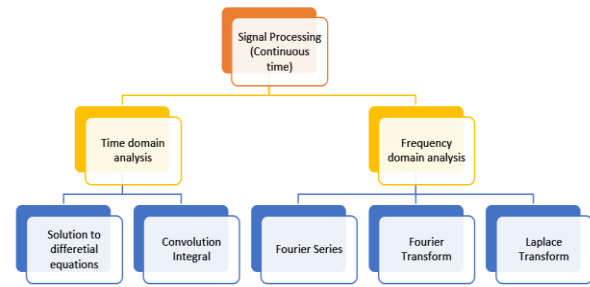 Signal Processing
(Continuous
time)
Time domain
analysis
Frequency
domain analysis
Solution to
differetial
equations
Convolution
Integral
Fourier Series
Fourier
Transform
Laplace
Transform